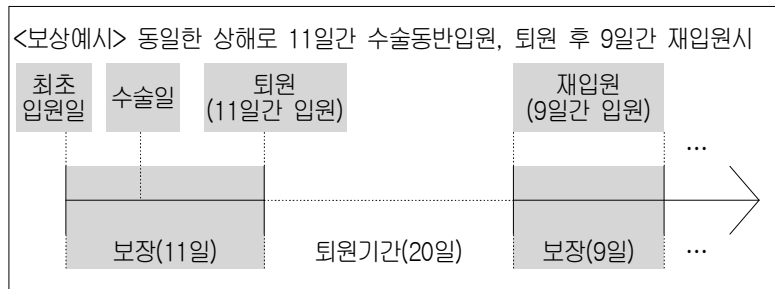 <보상예시> 동일한 상해로 11일간 수술동반입원, 퇴원 후 9일간 재입원시
최초
입원일
수술일
퇴원
(11일간 입원)
재입원
(9일간 입원)
…
보장(11일)
퇴원기간(20일)
보장(9일)
…